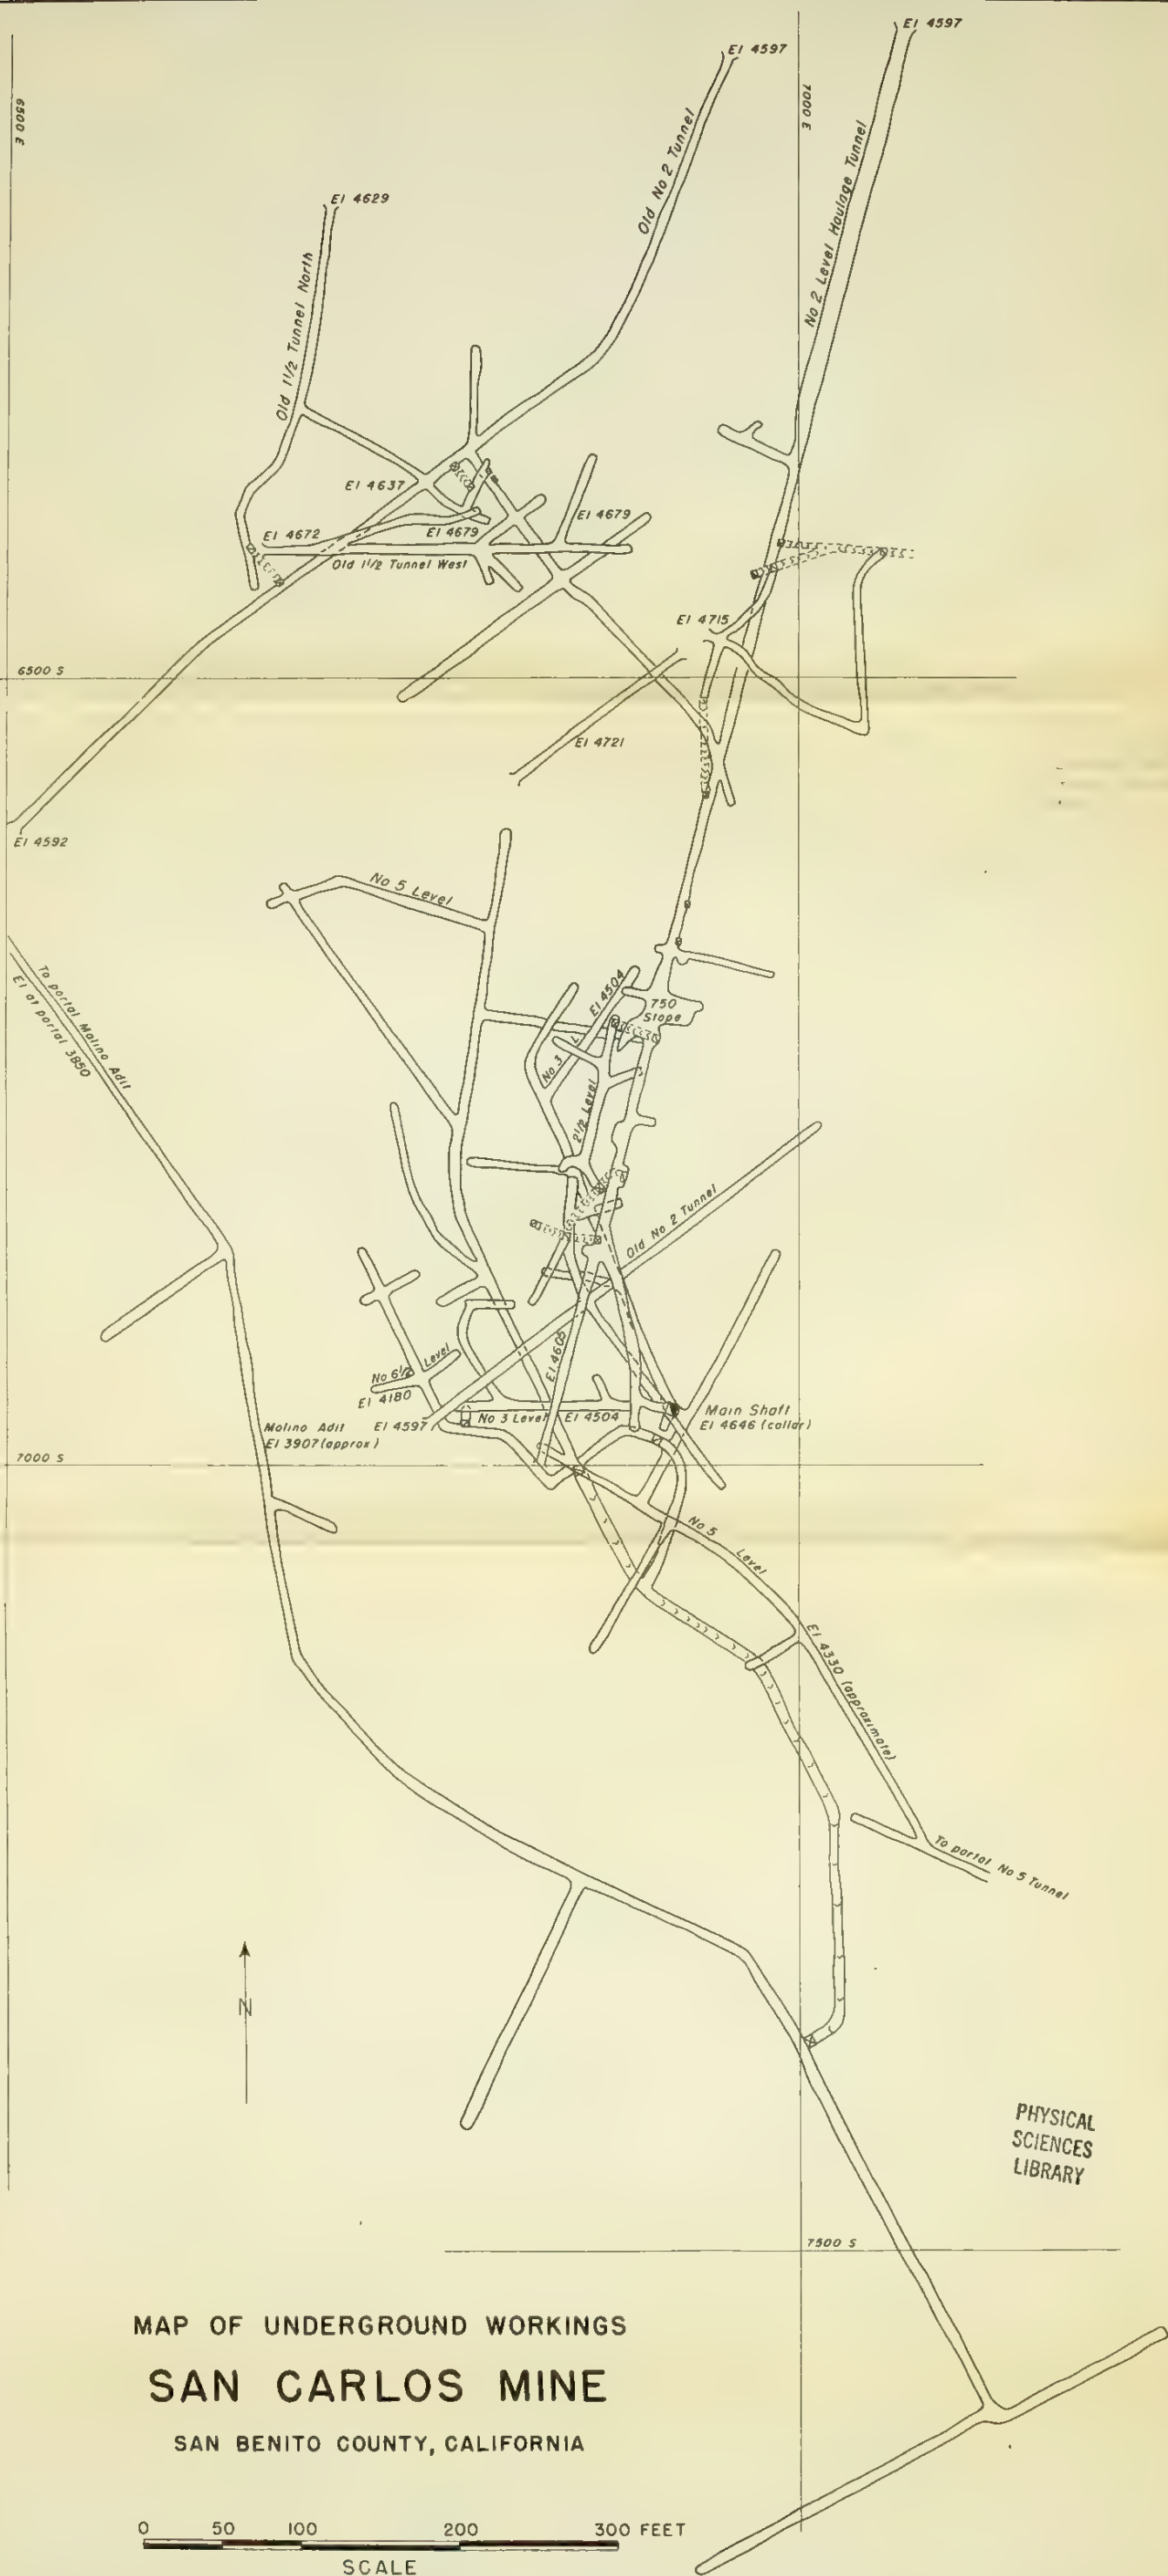 El 4597
El 4597
6500 E
7000 E
Old No 2 Tunnel
No 2 Level Haulage Tunnel
El 4629
Old 1 1/2 Tunnel North
El 4637
El 4672
El 4679
El 4679
Old 1 1/2 Tunnel West
El 4715
6500 S
El 4721
El 4592
No 5 Level
To portal Molino Adit
El at portal 3850
No 3 L
El 4504
750
Stope
2 1/2 Level
Old No 2 Tunnel
El 4605
No 6 1/2 Level
El 4180
El 4597
No 3 Level
El 4504
Main Shaft
El 4646 (collar)
Molino Adit
El 3907 (approx)
7000 S
No 5 Level
El 4330 (approximate)
To portal No 5 Tunnel
N
PHYSICAL
SCIENCES
LIBRARY
7500 S
MAP OF UNDERGROUND WORKINGS
SAN CARLOS MINE
SAN BENITO COUNTY, CALIFORNIA
0 50 100 200 300 FEET
SCALE